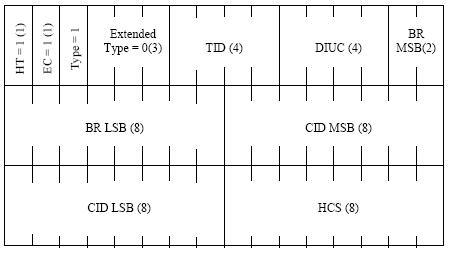 HT = 1 (1)
EC = 1 (1)
Type = 1
Extended
Type = 0(3)
TID (4)
DIUC (4)
BR
MSB(2)
BR LSB (8)
CID MSB (8)
CID LSB (8)
HCS (8)